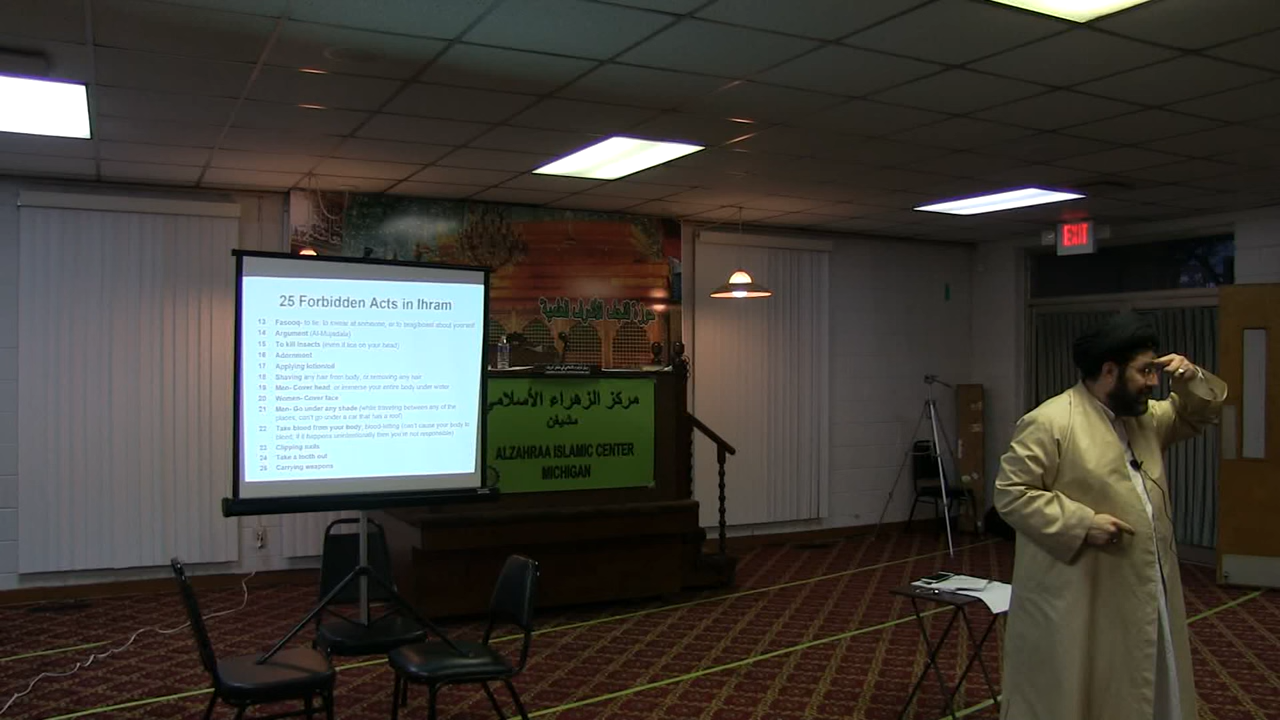 25 Forbidden Acts in Ihram
13 Fasooq- to lie, to swear at someone, or to brag/boast about yourself
14 Argument (Al-Mujadala)
15 To kill insects (even if its on your head)
16 Adornment
17 Applying
18 Shaving any hair from body, or removing any hair
19 Men- Cover head, or immerse your entire body under water
20 Women- Cover face
21 Men- Go under any shade (while traveling between any of the
places, can't go under a car that has a roof)
22 Take blood from your body, blood-letting (can't cause your body to
bleed, if it happens unintentionally then you're not responsible)
23 Clipping nails
24 Take a tooth out
25 Carrying weapons
مركز الزهراء الأسلامي
مشيغن
ALZAHRAA ISLAMIC CENTER
MICHIGAN
EXIT